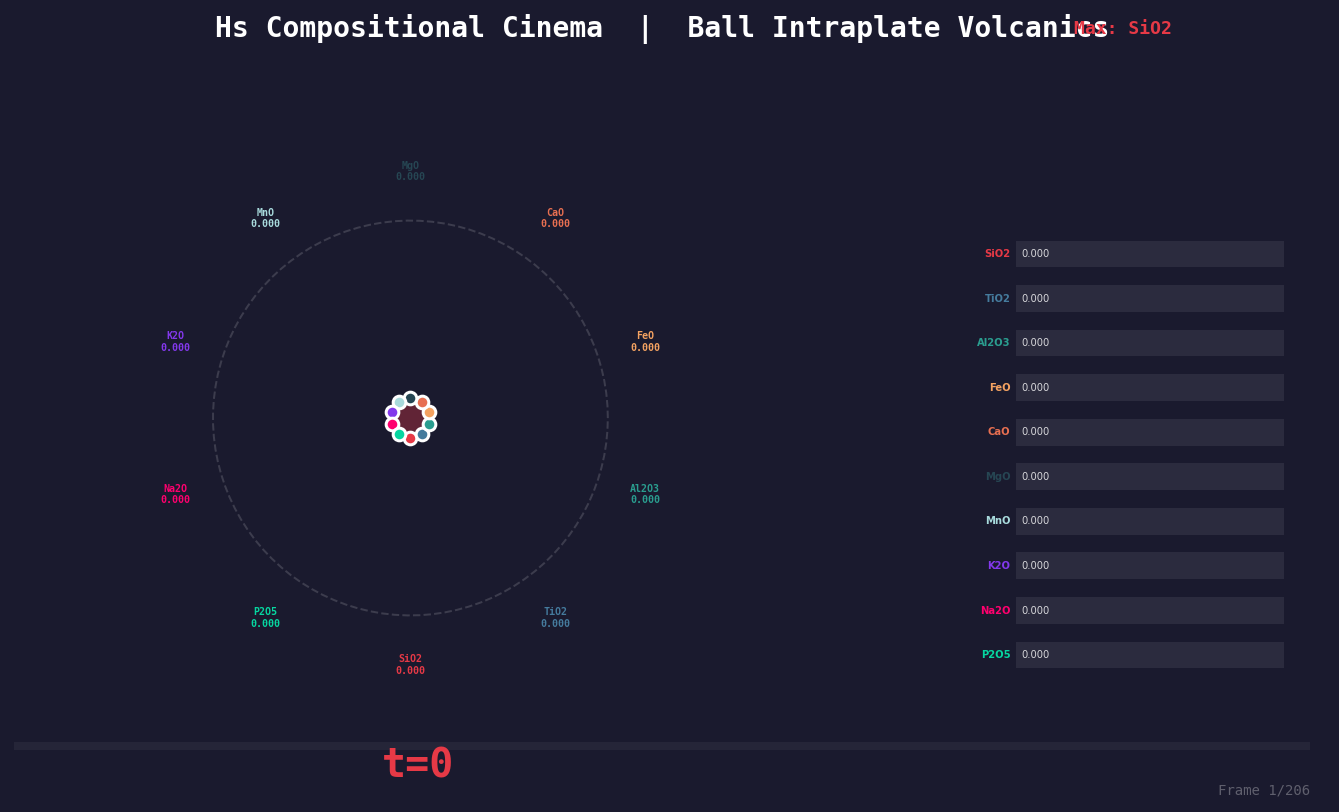 Hs Compositional Cinema | Ball Intraplate Volcanics
Max: SiO2
MgO
0.000
MnO
0.000
CaO
0.000
K2O
0.000
FeO
0.000
Na2O
0.000
Al2O3
0.000
P2O5
0.000
TiO2
0.000
SiO2
0.000
SiO2 0.000
TiO2 0.000
Al2O3 0.000
FeO 0.000
CaO 0.000
MgO 0.000
MnO 0.000
K2O 0.000
Na2O 0.000
P2O5 0.000
t=0
Frame 1/206